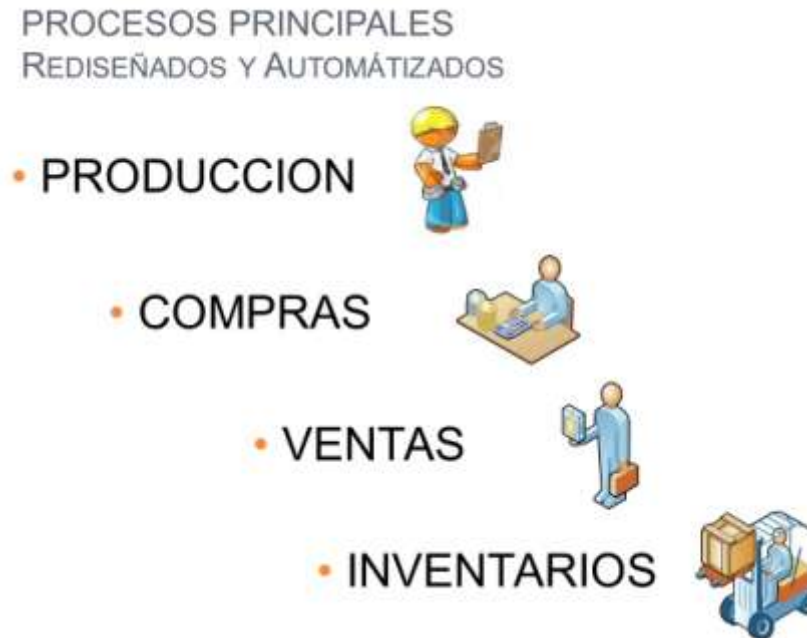 PROCESOS PRINCIPALES
REDISEÑADOS Y AUTOMÁTIZADOS
• PRODUCCION
• COMPRAS
• VENTAS
• INVENTARIOS